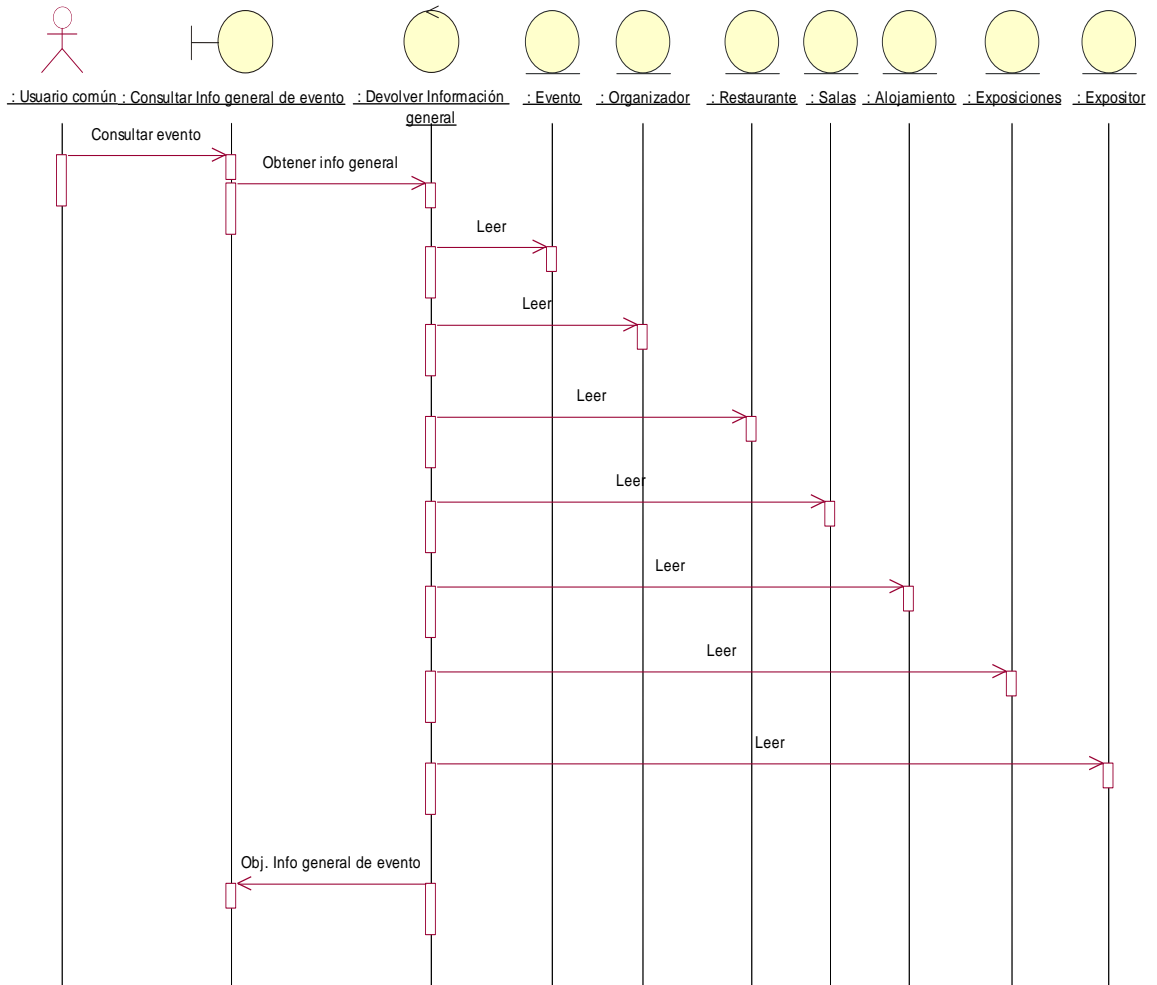 : Usuario común
: Consultar Info general de evento
: Devolver Información
general
: Evento
: Organizador
: Restaurante
: Salas
: Alojamiento
: Exposiciones
: Expositor
Consultar evento
Obtener info general
Leer
Leer
Leer
Leer
Leer
Leer
Leer
Obj. Info general de evento